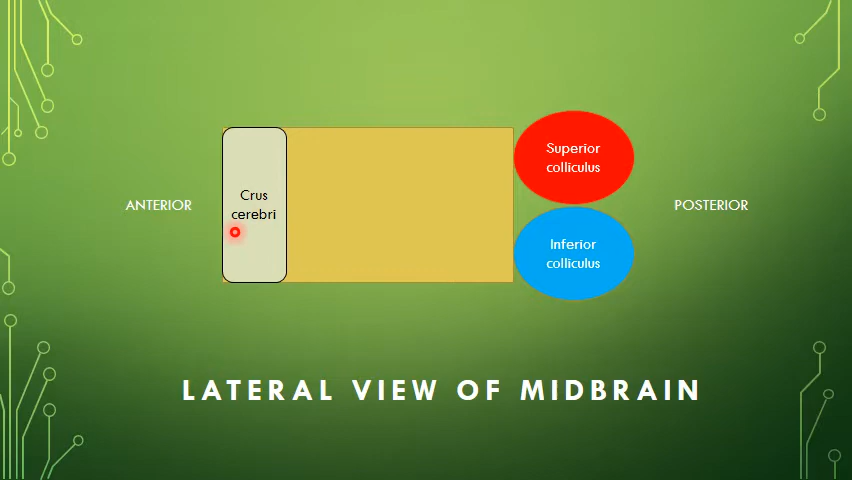 Superior
colliculus
Crus
cerebri
ANTERIOR
POSTERIOR
Inferior
colliculus
LATERAL VIEW OF MIDBRAIN